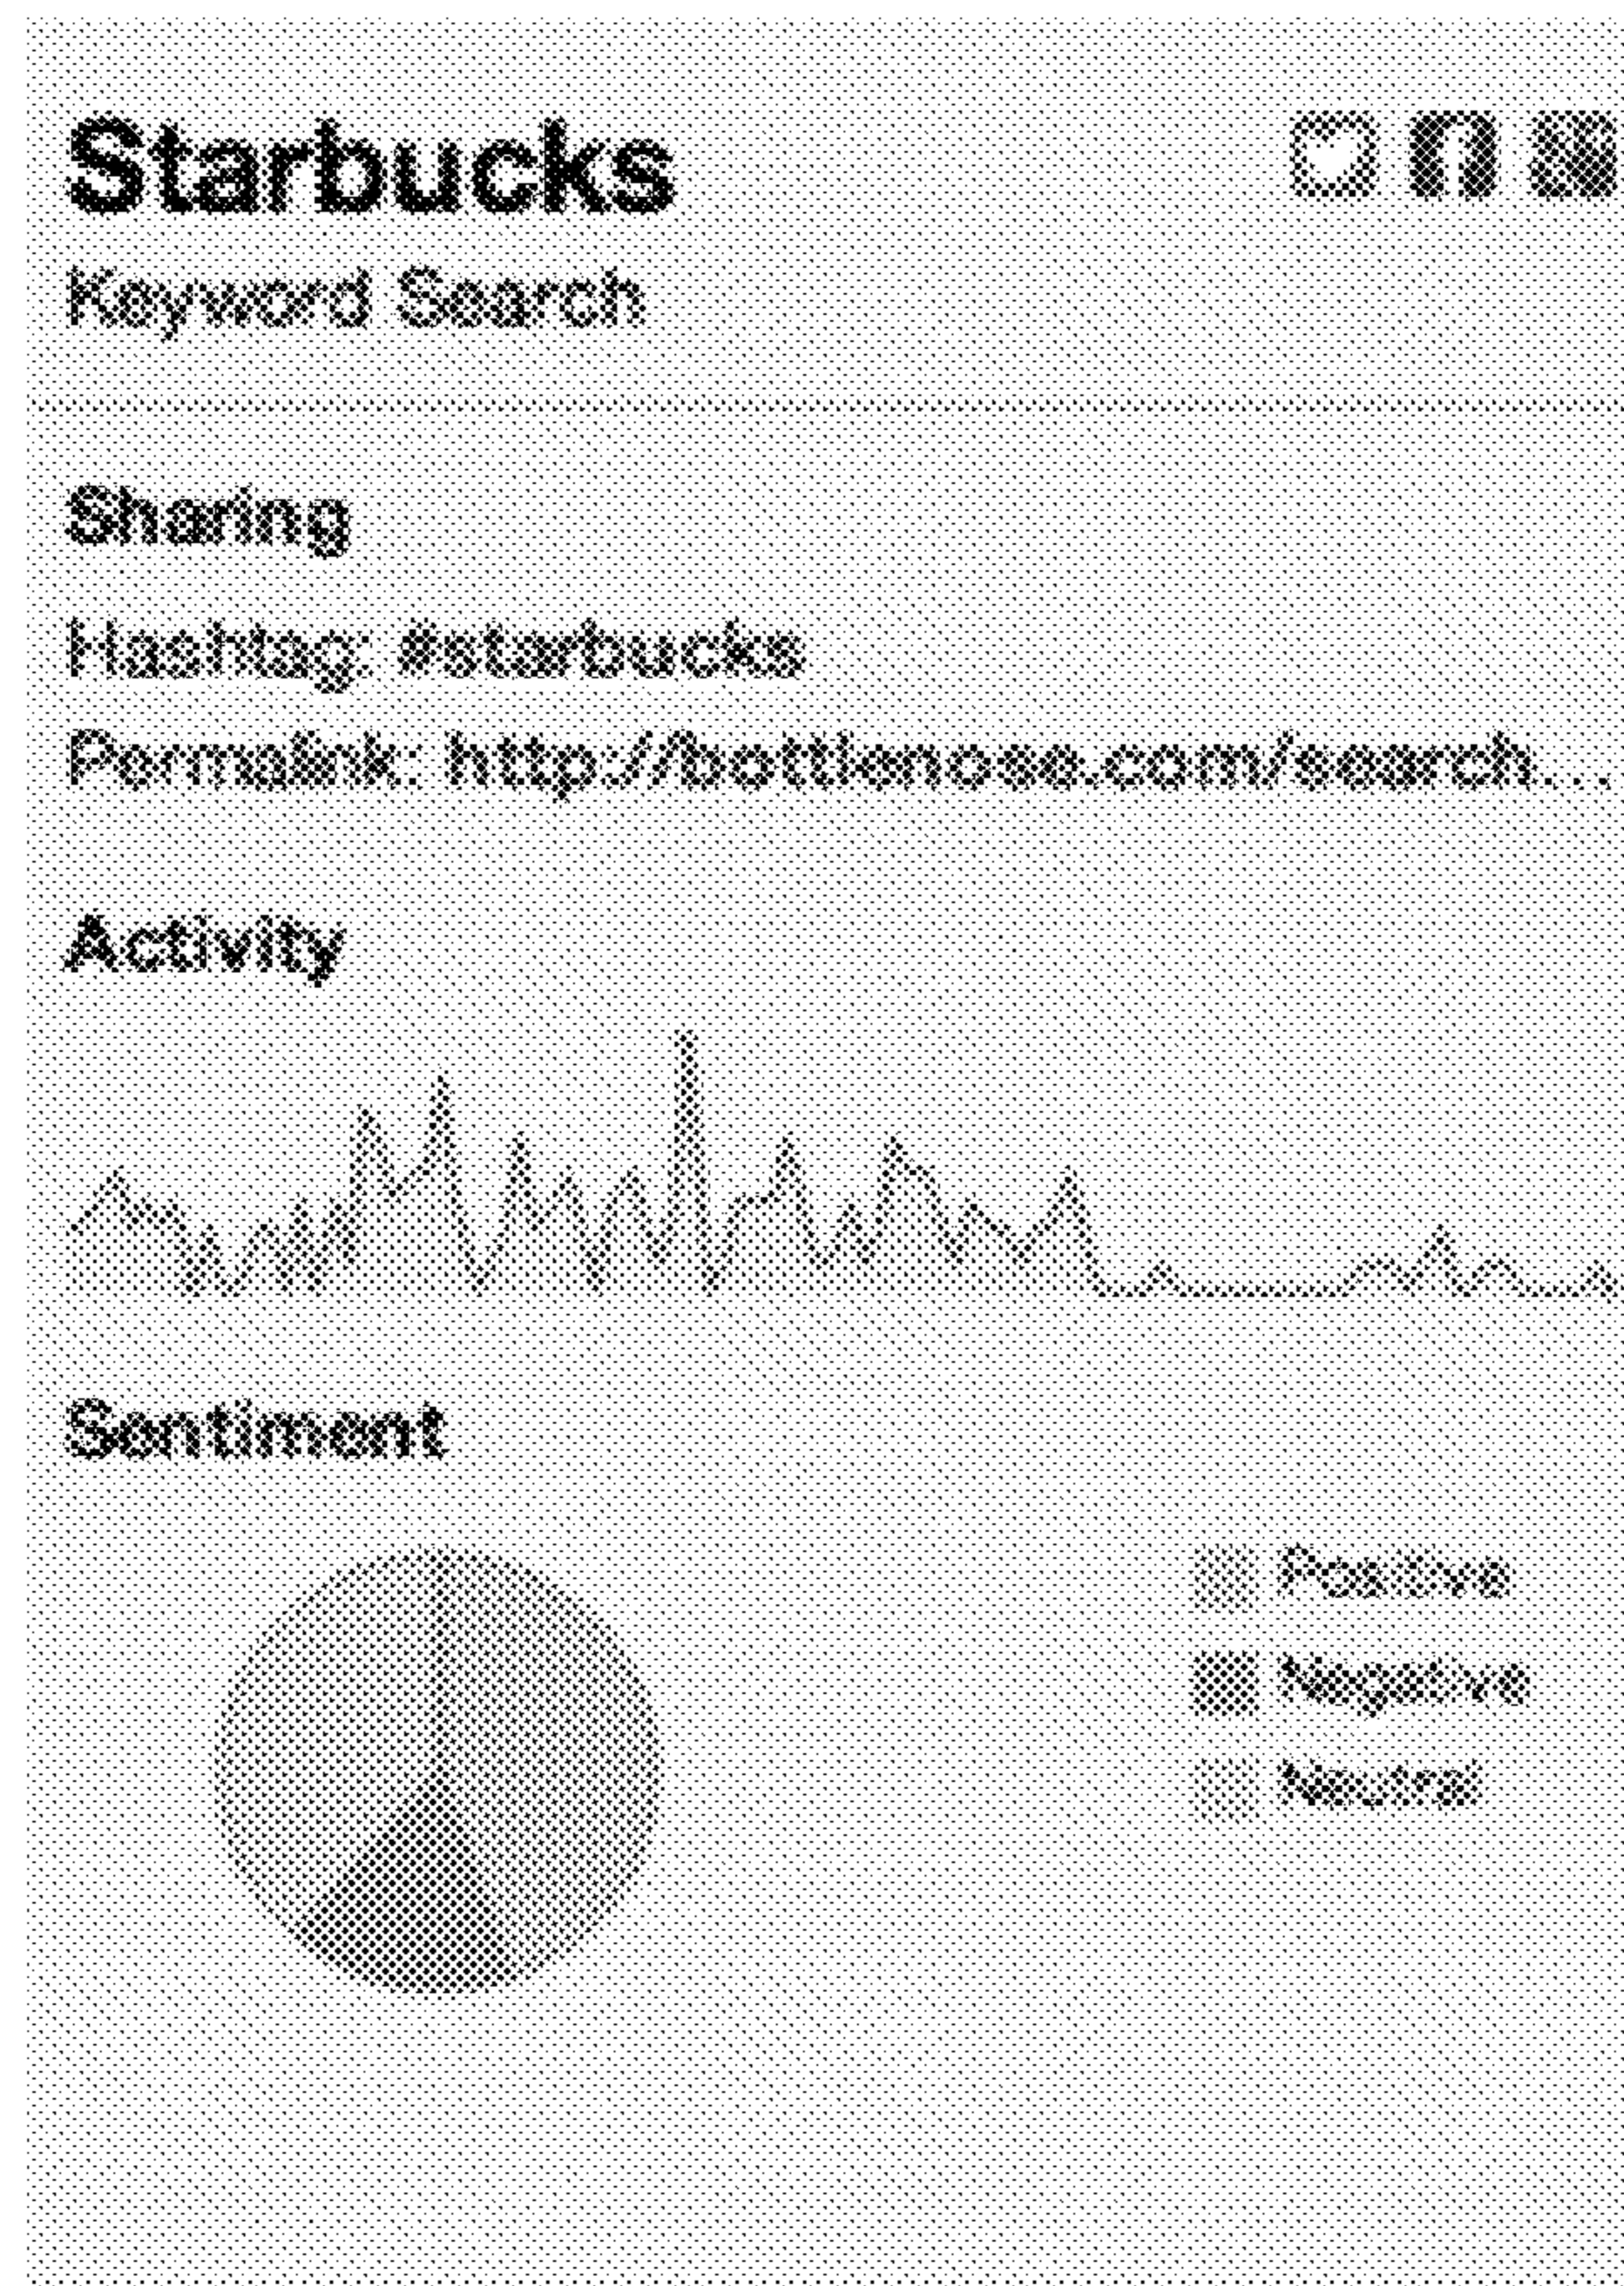 Starbucks
Keyword Search
Sharing
Hashtag: #starbucks
Permalink: http://bottlenose.com/search...
Activity
Sentiment
Positive
Negative
Neutral